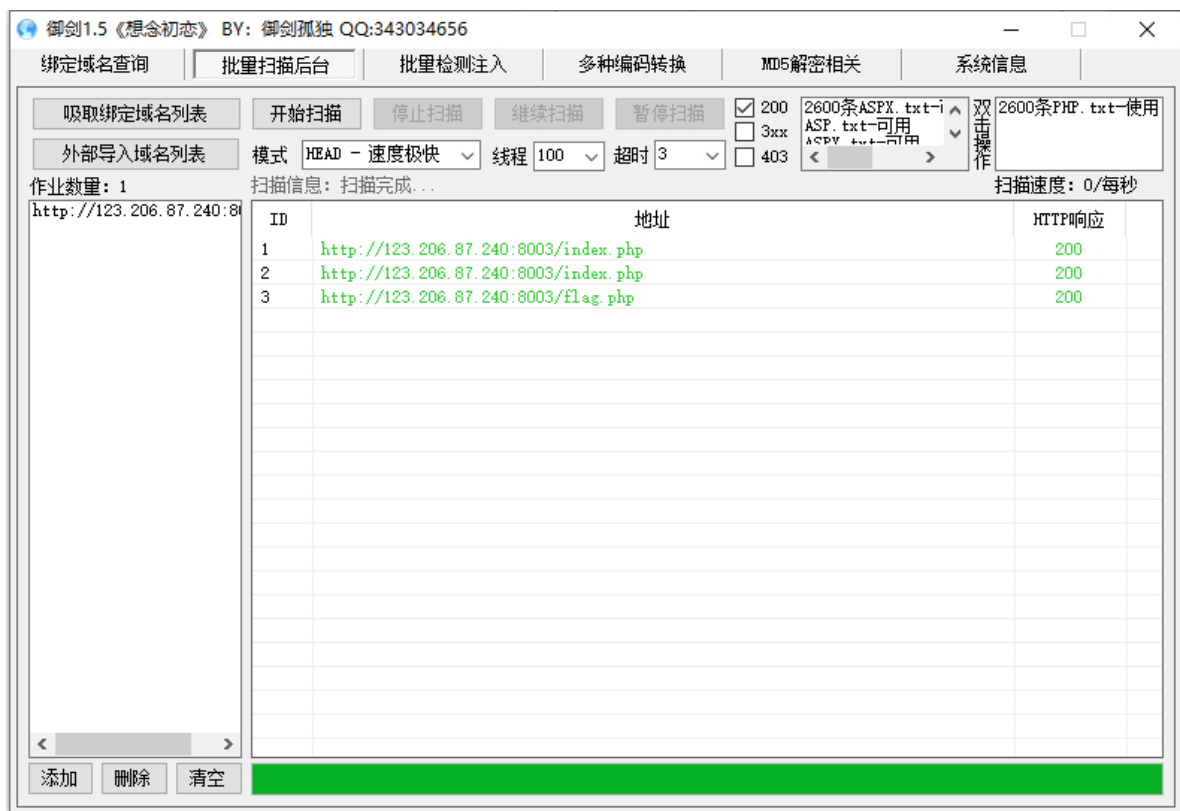 御剑1.5《想念初恋》 BY: 御剑孤独 QQ:343034656
绑定域名查询 批量扫描后台 批量检测注入 多种编码转换 MD5解密相关 系统信息
吸取绑定域名列表 开始扫描 停止扫描 继续扫描 暂停扫描 200
外部导入域名列表 模式 HEAD - 速度极快 线程 100 超时 3 3xx
403
2600条ASPX.txt-
ASP.txt-可用
ASPX.txt-可用
双击操作
2600条PHP.txt-使用
作业数量: 1 扫描信息: 扫描完成... 扫描速度: 0/每秒
http://123.206.87.240:80
ID 地址 HTTP响应
1 http://123.206.87.240:8003/index.php 200
2 http://123.206.87.240:8003/index.php 200
3 http://123.206.87.240:8003/flag.php 200
添加 删除 清空